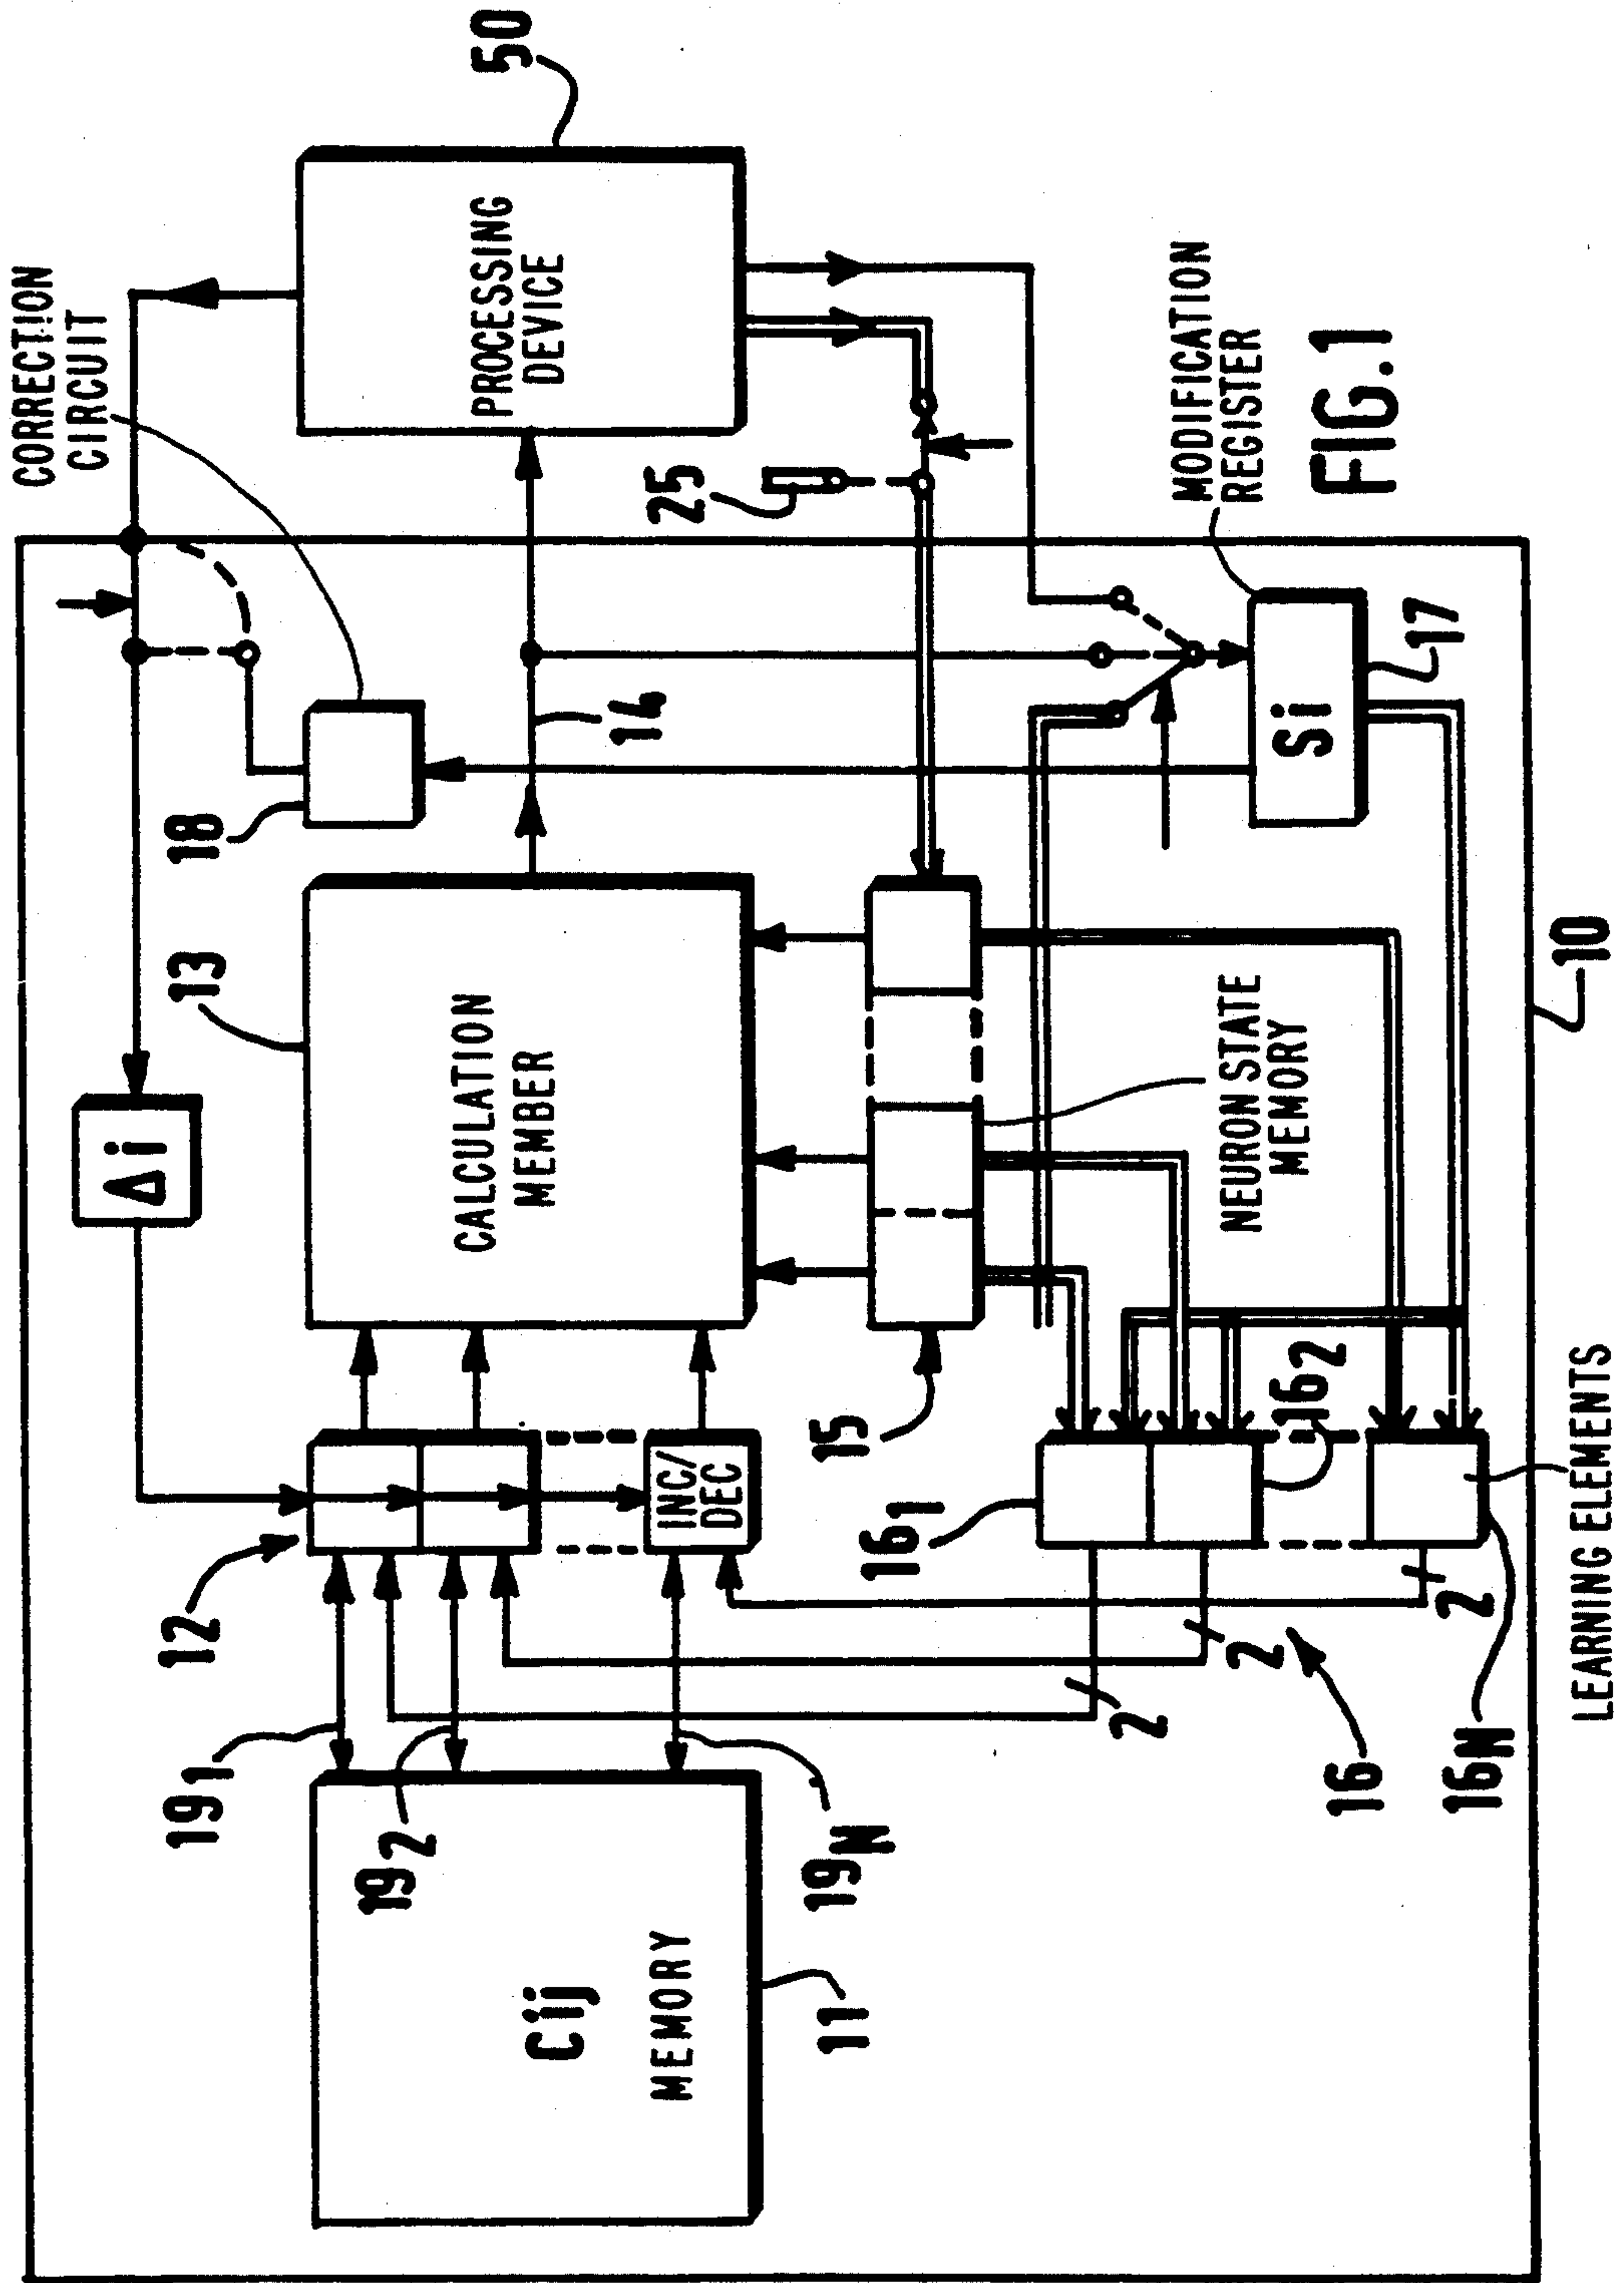 CORRECTION
CIRCUIT
50
PROCESSING
DEVICE
25
MODIFICATION
REGISTER
FIG.1
18
14
Si
17
13
Δi
CALCULATION
MEMBER
15
NEURON STATE
MEMORY
10
12
INC/
DEC
16₁
16₂
16
16N
LEARNING ELEMENTS
2
2
2
19₁
19₂
19N
Cij
MEMORY
11